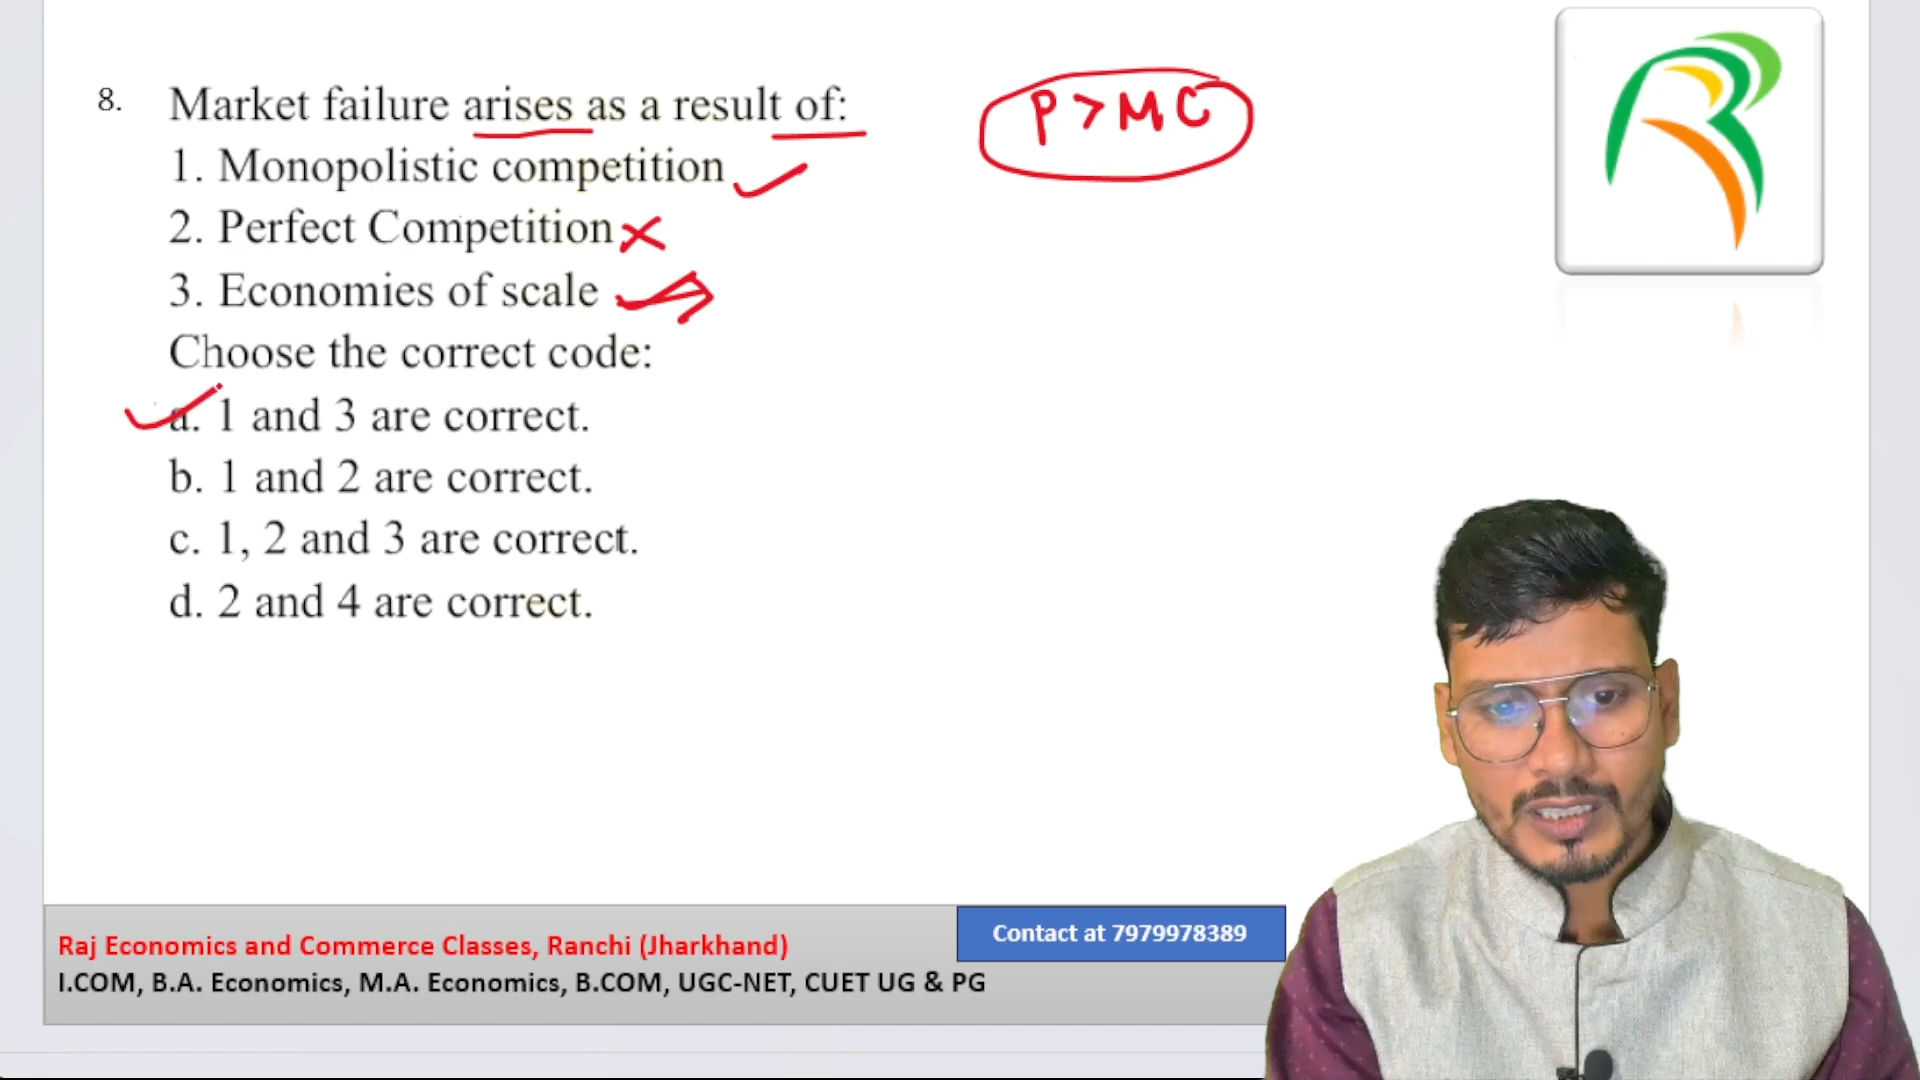 8. Market failure arises as a result of:
P > MC
1. Monopolistic competition
2. Perfect Competition
3. Economies of scale
Choose the correct code:
a. 1 and 3 are correct.
b. 1 and 2 are correct.
c. 1, 2 and 3 are correct.
d. 2 and 4 are correct.
Raj Economics and Commerce Classes, Ranchi (Jharkhand)
Contact at 7979978389
I.COM, B.A. Economics, M.A. Economics, B.COM, UGC-NET, CUET UG & PG